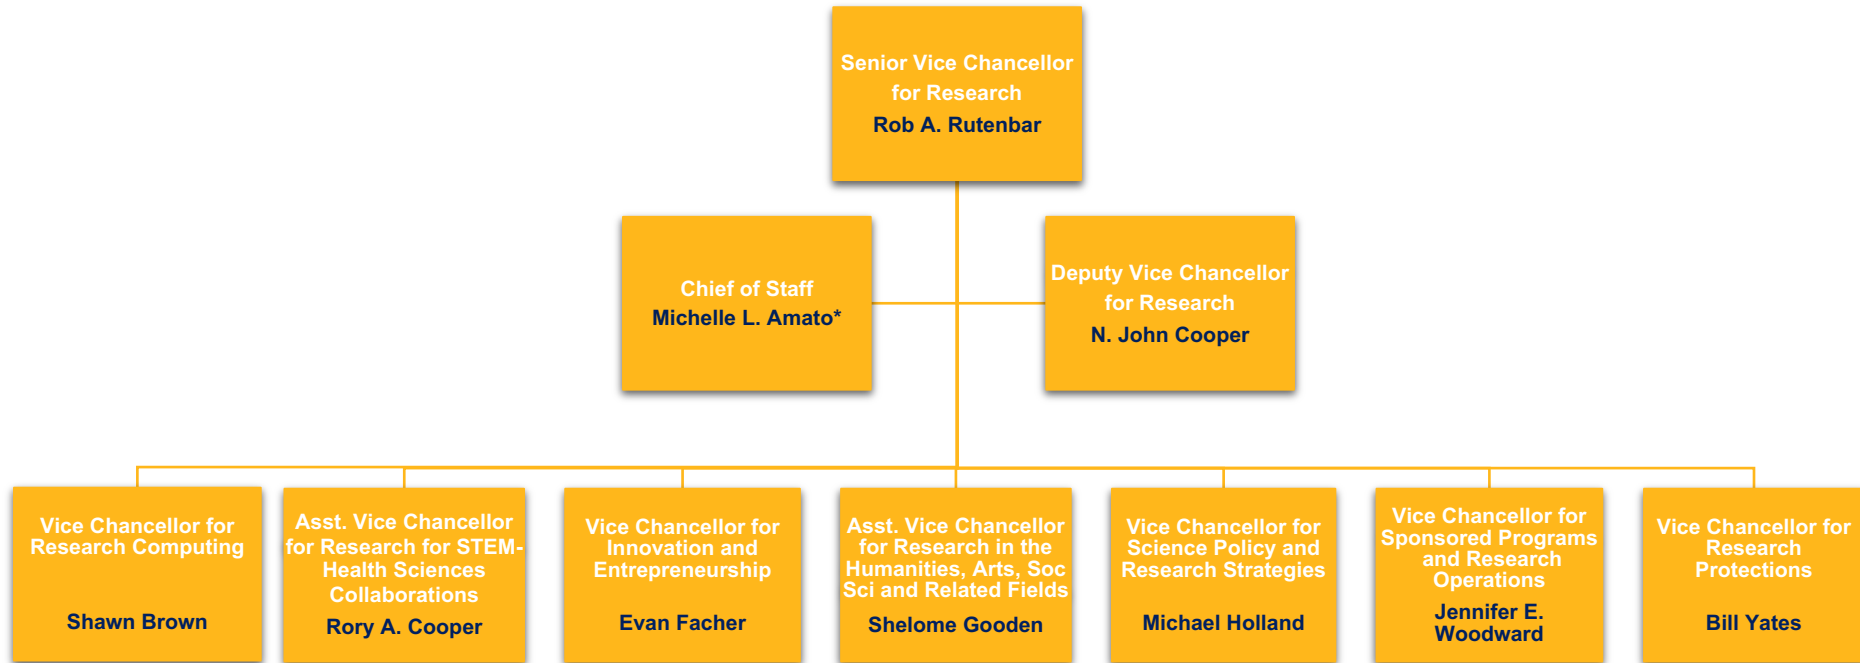 Senior Vice Chancellor
for Research
Rob A. Rutenbar
Chief of Staff
Michelle L. Amato*
Deputy Vice Chancellor
for Research
N. John Cooper
Vice Chancellor for
Research Computing
Shawn Brown
Asst. Vice Chancellor
for Research for STEM-
Health Sciences
Collaborations
Rory A. Cooper
Vice Chancellor for
Innovation and
Entrepreneurship
Evan Facher
Asst. Vice Chancellor
for Research in the
Humanities, Arts, Soc
Sci and Related Fields
Shelome Gooden
Vice Chancellor for
Science Policy and
Research Strategies
Michael Holland
Vice Chancellor for
Sponsored Programs
and Research
Operations
Jennifer E.
Woodward
Vice Chancellor for
Research
Protections
Bill Yates